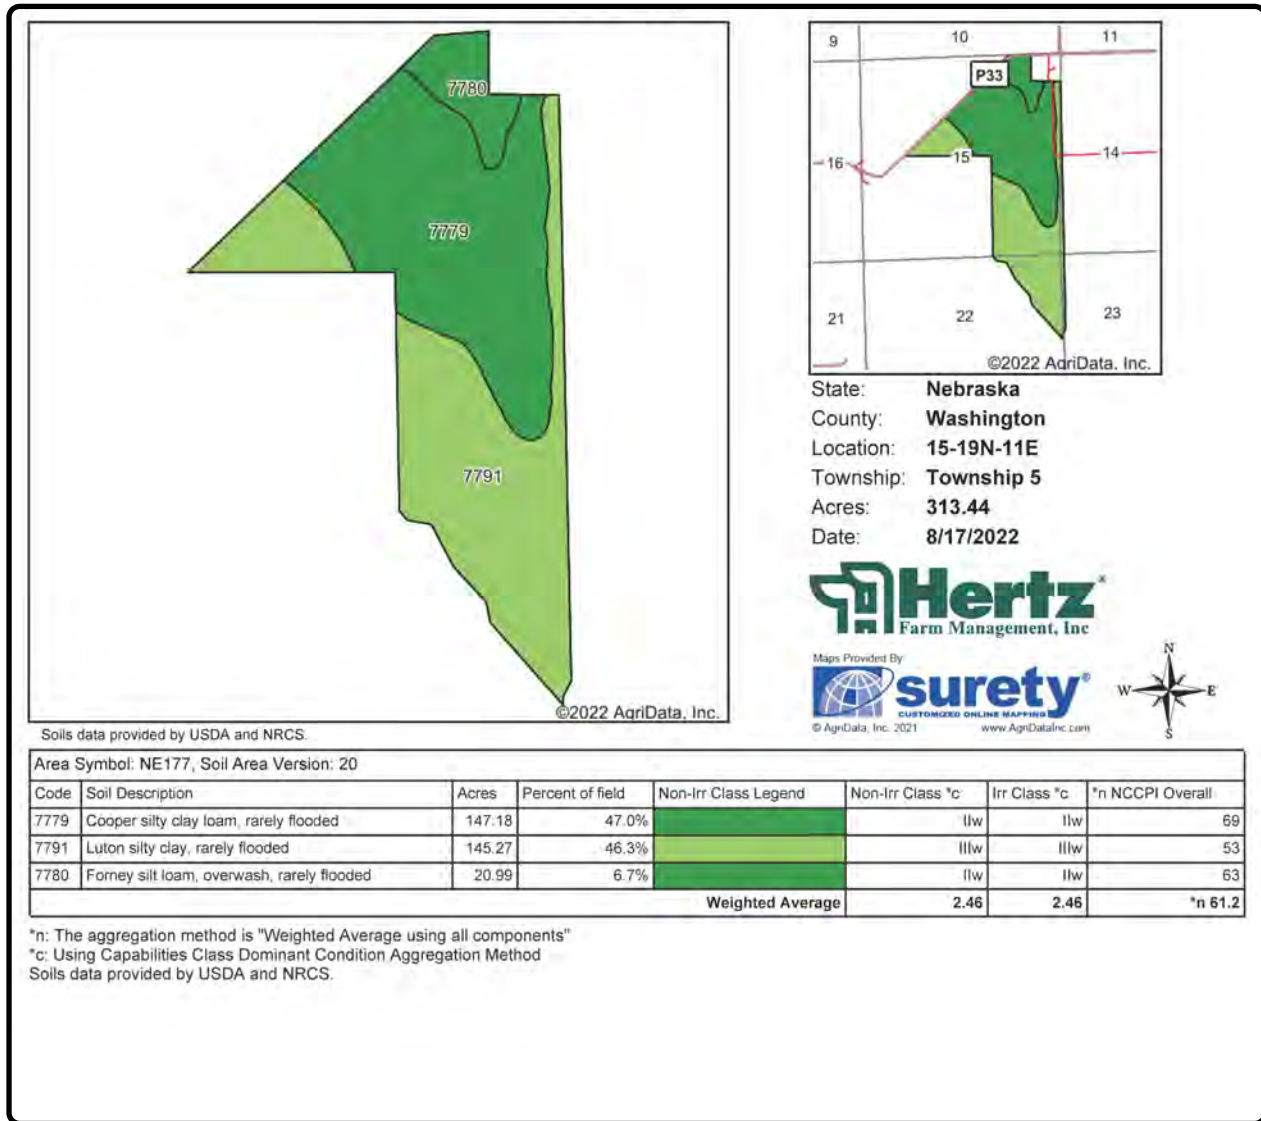 7780
7779
7791
©2022 AgriData, Inc.
Soils data provided by USDA and NRCS.
9
10
11
P33
16
15
14
21
22
23
©2022 AgriData, Inc.
State: Nebraska
County: Washington
Location: 15-19N-11E
Township: Township 5
Acres: 313.44
Date: 8/17/2022
Hertz®
Farm Management, Inc
Maps Provided By
surety®
CUSTOMIZED ONLINE MAPPING
© AgriData, Inc. 2021 www.AgriDataInc.com
N
W E
S
Area Symbol: NE177, Soil Area Version: 20
Code Soil Description Acres Percent of field Non-Irr Class Legend Non-Irr Class *c Irr Class *c *n NCCPI Overall
7779 Cooper silty clay loam, rarely flooded 147.18 47.0% IIw IIw 69
7791 Luton silty clay, rarely flooded 145.27 46.3% IIIw IIIw 53
7780 Forney silt loam, overwash, rarely flooded 20.99 6.7% IIw IIw 63
Weighted Average 2.46 2.46 *n 61.2
*n: The aggregation method is "Weighted Average using all components"
*c: Using Capabilities Class Dominant Condition Aggregation Method
Soils data provided by USDA and NRCS.